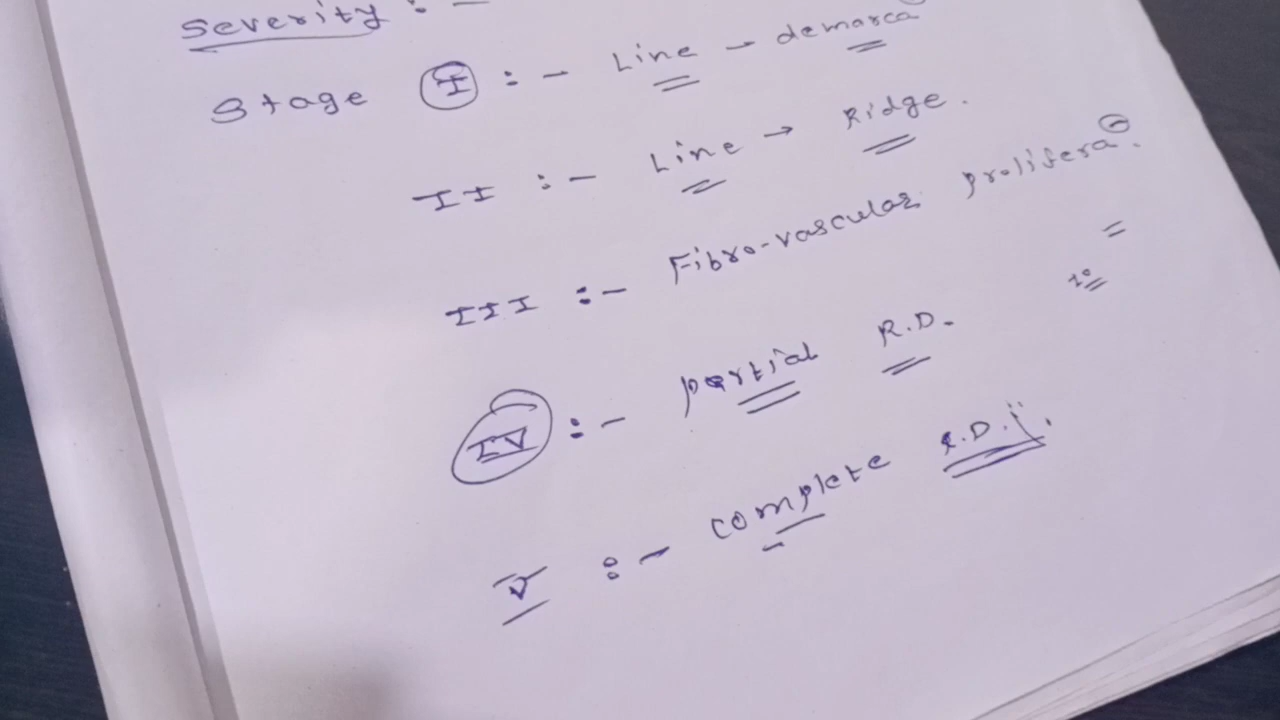 Severity :-
Stage I :- Line → demarca
II :- Line → Ridge.
III :- Fibro-vascular prolifera.
IV :- partial R.D.
V :- complete R.D.